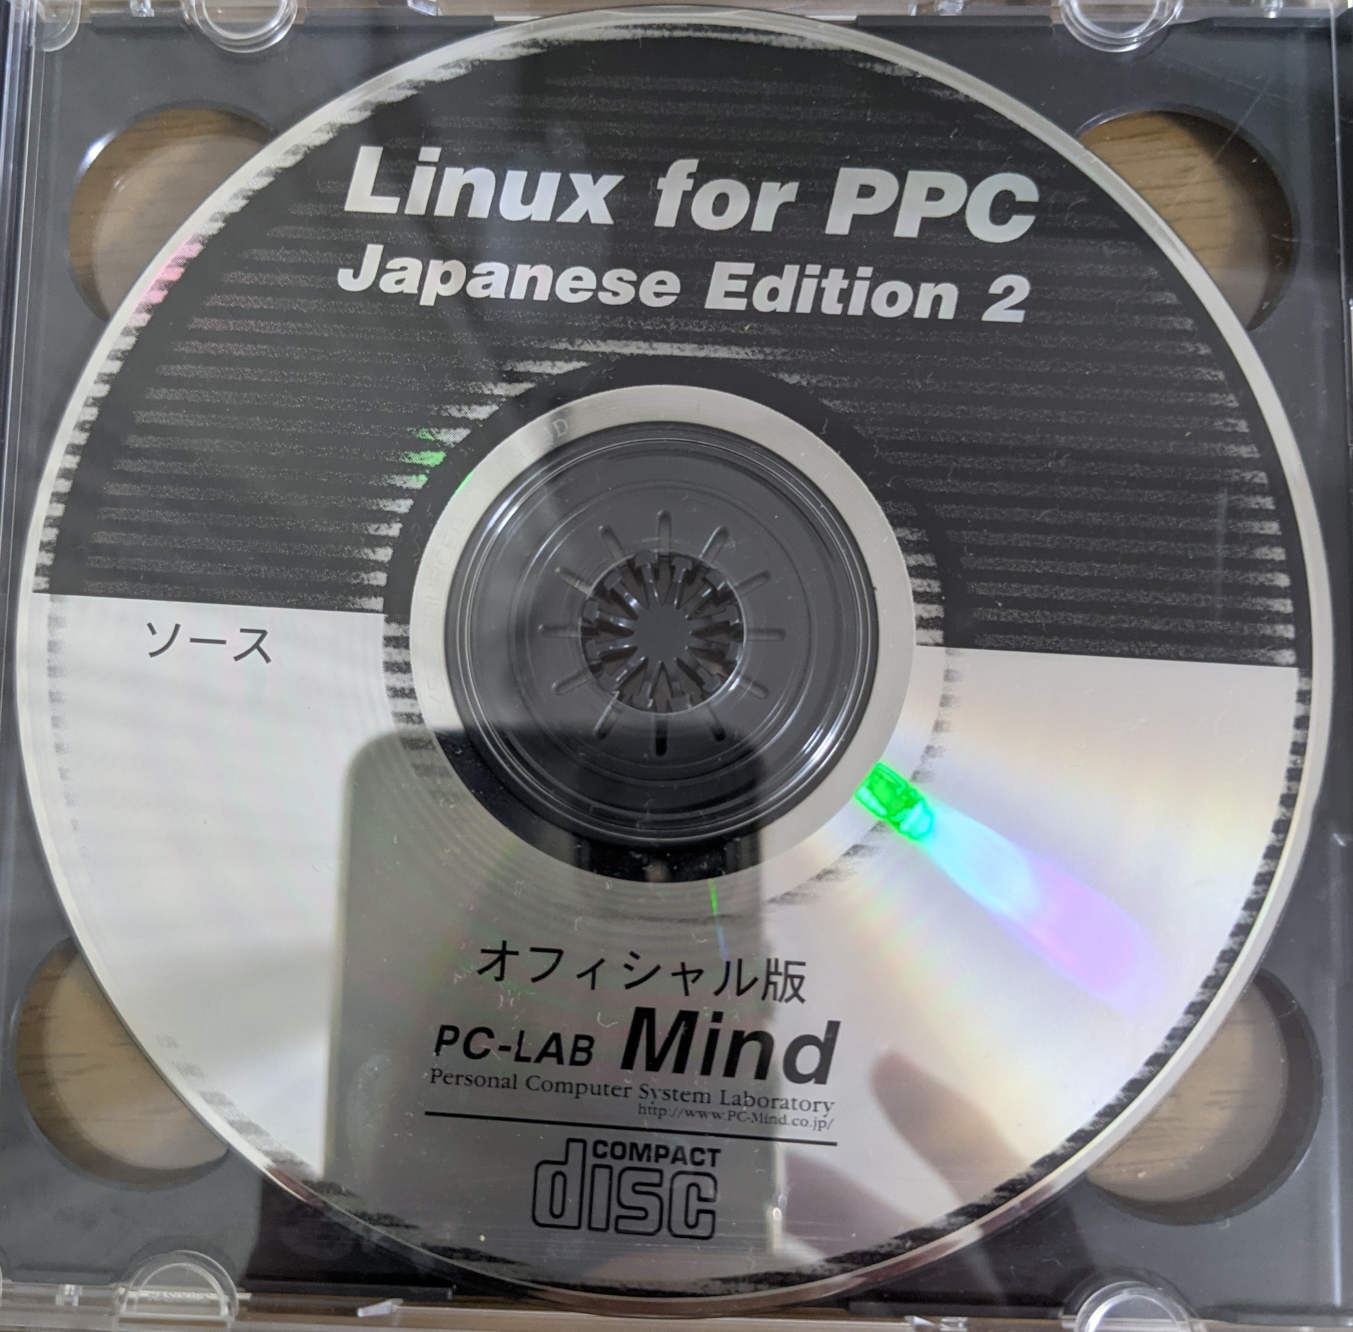 Linux for PPC
Japanese Edition 2
ソース
オフィシャル版
PC-LAB Mind
Personal Computer System Laboratory
http://www.PC-Mind.co.jp/
COMPACT
disc